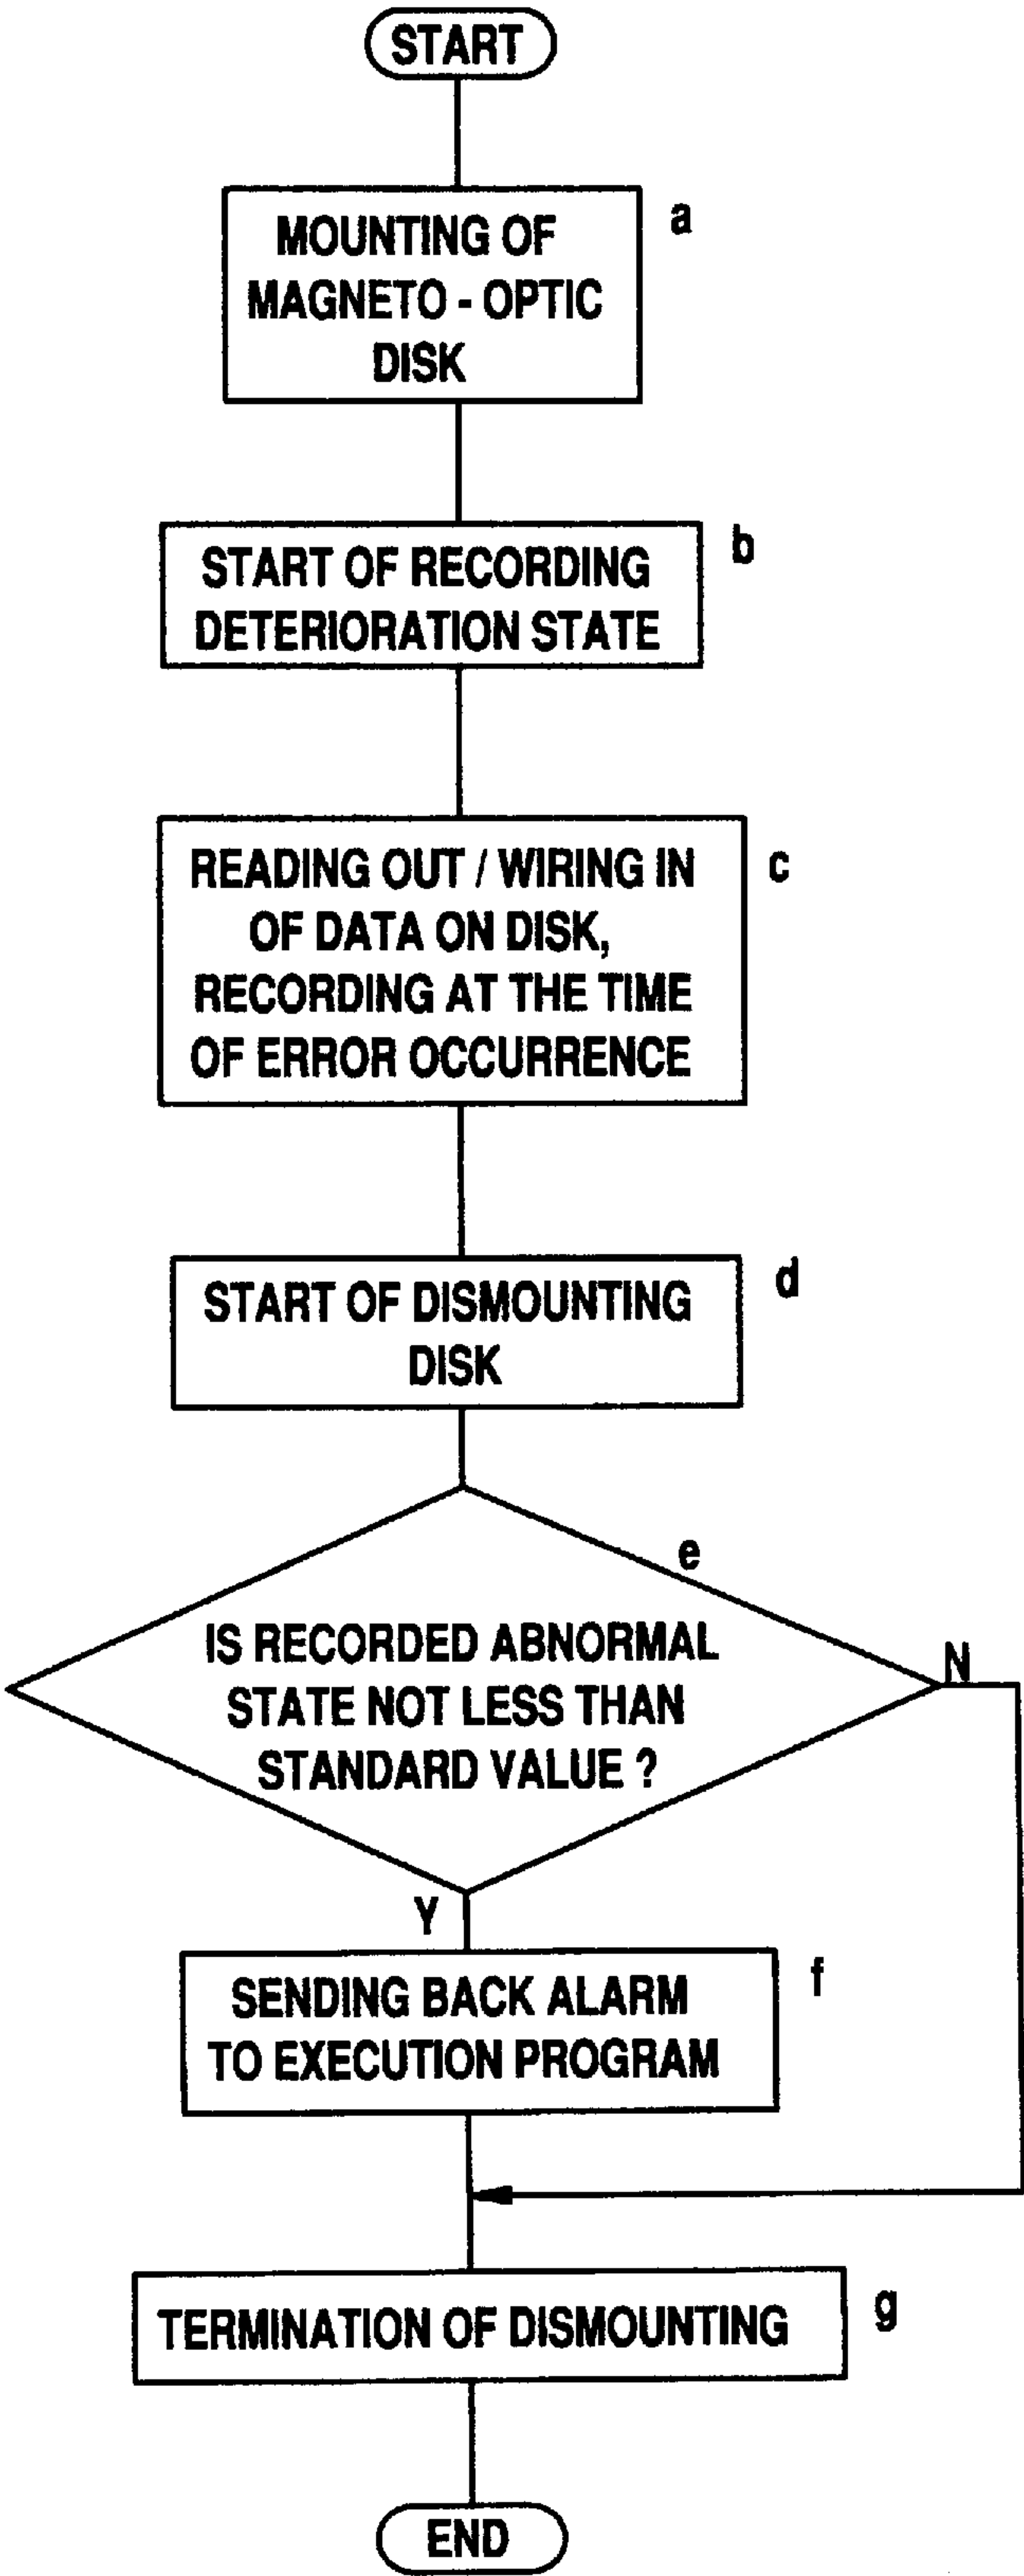 START
MOUNTING OF
MAGNETO - OPTIC
DISK
a
START OF RECORDING
DETERIORATION STATE
b
READING OUT / WIRING IN
OF DATA ON DISK,
RECORDING AT THE TIME
OF ERROR OCCURRENCE
c
START OF DISMOUNTING
DISK
d
e
IS RECORDED ABNORMAL
STATE NOT LESS THAN
STANDARD VALUE ?
N
Y
SENDING BACK ALARM
TO EXECUTION PROGRAM
f
TERMINATION OF DISMOUNTING
g
END